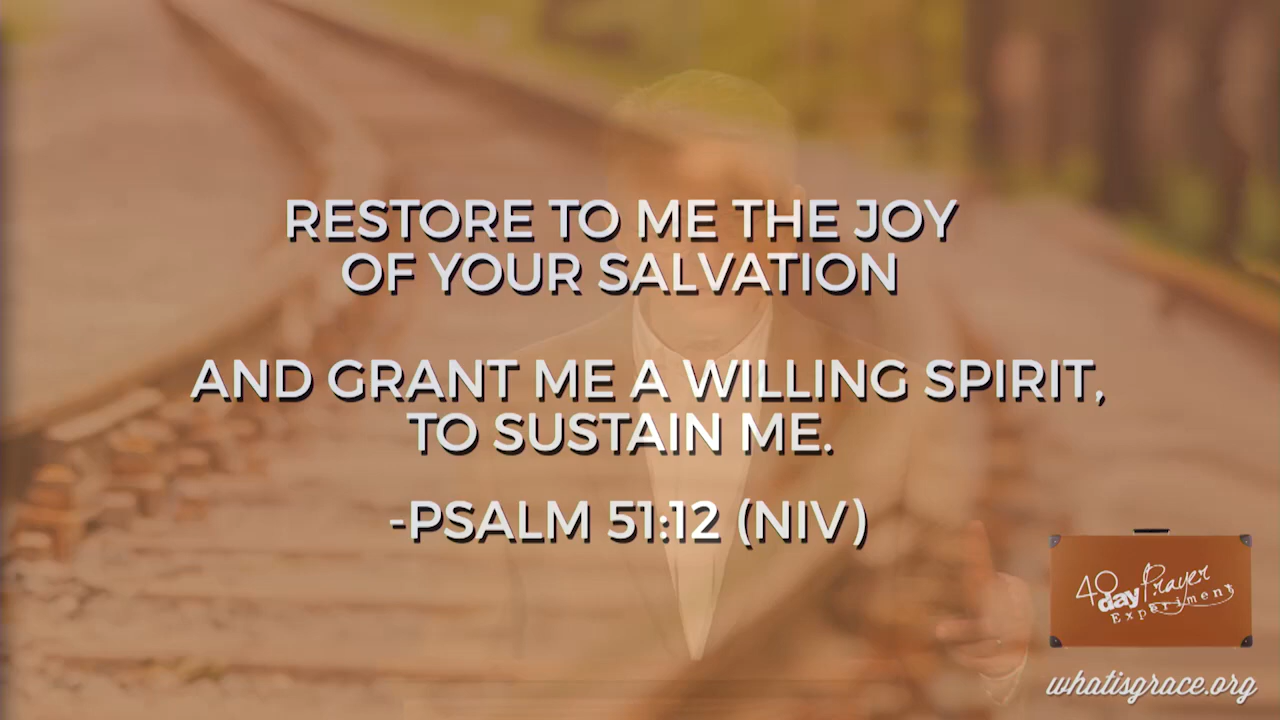 RESTORE TO ME THE JOY
OF YOUR SALVATION
AND GRANT ME A WILLING SPIRIT,
TO SUSTAIN ME.
-PSALM 51:12 (NIV)
40
day Prayer
Experiment
whatisgrace.org